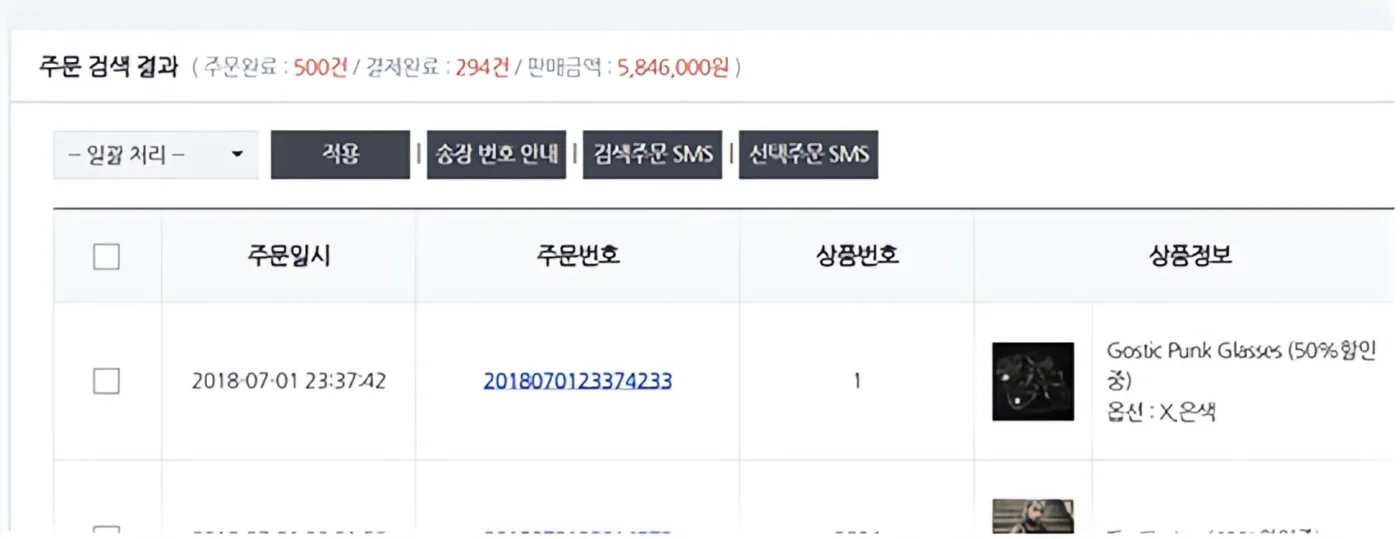 주문 검색 결과 ( 주문완료 : 500건 / 결제완료 : 294건 / 판매금액 : 5,846,000원 )
– 일괄 처리 – 적용 | 송장 번호 안내 | 검색주문 SMS | 선택주문 SMS
주문일시 주문번호 상품번호 상품정보
2018-07-01 23:37:42 2018070123374233 1 Gostic Punk Glasses (50%할인
중)
옵션 : X,은색